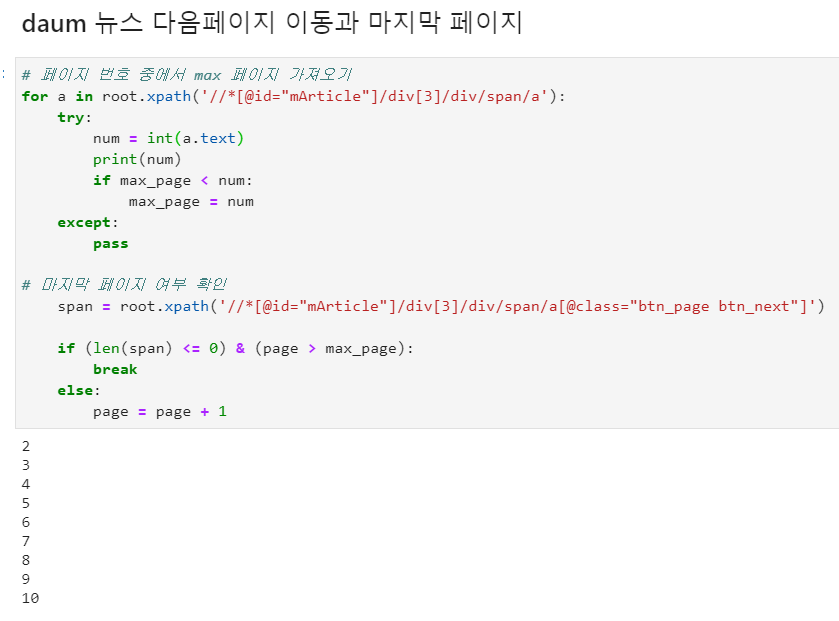 daum 뉴스 다음페이지 이동과 마지막 페이지
:
# 페이지 번호 중에서 max 페이지 가져오기
for a in root.xpath('//*[@id="mArticle"]/div[3]/div/span/a'):
    try:
        num = int(a.text)
        print(num)
        if max_page < num:
            max_page = num
    except:
        pass

# 마지막 페이지 여부 확인
    span = root.xpath('//*[@id="mArticle"]/div[3]/div/span/a[@class="btn_page btn_next"]')

    if (len(span) <= 0) & (page > max_page):
        break
    else:
        page = page + 1
2
3
4
5
6
7
8
9
10